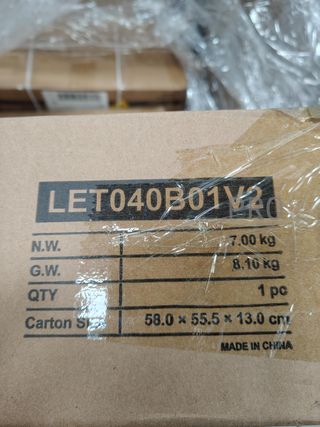 LET040B01V2
N.W. 7.00 kg
G.W. 8.10 kg
QTY 1 pc
Carton Size 58.0 × 55.5 × 13.0 cm
MADE IN CHINA